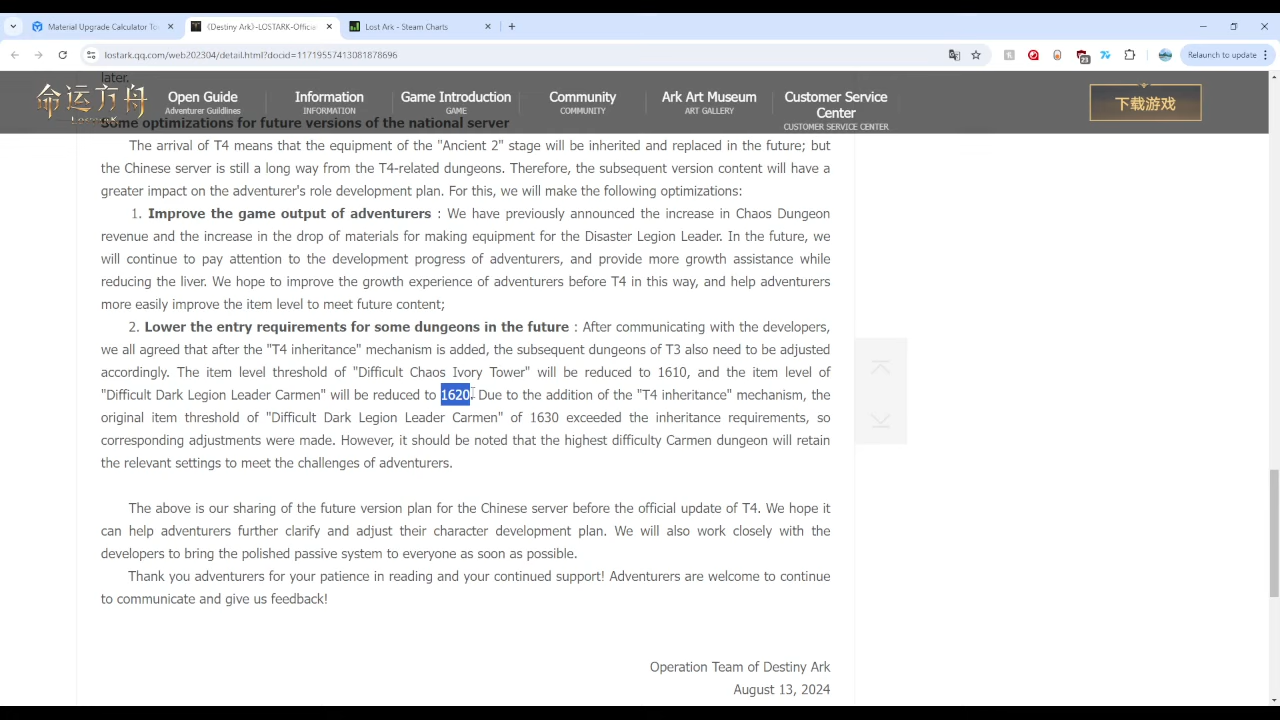 Material Upgrade Calculator To
《Destiny Ark》-LOSTARK-Officia
Lost Ark - Steam Charts
lostark.qq.com/web202304/detail.html?docid=11719557413081878696
23
Relaunch to update
later.
命运方舟
LOST ARK
Open Guide
Adventurer Guidlines
Information
INFORMATION
Game Introduction
GAME
Community
COMMUNITY
Ark Art Museum
ART GALLERY
Customer Service
Center
CUSTOMER SERVICE CENTER
下载游戏
Some optimizations for future versions of the national server
The arrival of T4 means that the equipment of the "Ancient 2" stage will be inherited and replaced in the future; but
the Chinese server is still a long way from the T4-related dungeons. Therefore, the subsequent version content will have a
greater impact on the adventurer's role development plan. For this, we will make the following optimizations:
1. Improve the game output of adventurers : We have previously announced the increase in Chaos Dungeon
revenue and the increase in the drop of materials for making equipment for the Disaster Legion Leader. In the future, we
will continue to pay attention to the development progress of adventurers, and provide more growth assistance while
reducing the liver. We hope to improve the growth experience of adventurers before T4 in this way, and help adventurers
more easily improve the item level to meet future content;
2. Lower the entry requirements for some dungeons in the future : After communicating with the developers,
we all agreed that after the "T4 inheritance" mechanism is added, the subsequent dungeons of T3 also need to be adjusted
accordingly. The item level threshold of "Difficult Chaos Ivory Tower" will be reduced to 1610, and the item level of
"Difficult Dark Legion Leader Carmen" will be reduced to 1620. Due to the addition of the "T4 inheritance" mechanism, the
original item threshold of "Difficult Dark Legion Leader Carmen" of 1630 exceeded the inheritance requirements, so
corresponding adjustments were made. However, it should be noted that the highest difficulty Carmen dungeon will retain
the relevant settings to meet the challenges of adventurers.
The above is our sharing of the future version plan for the Chinese server before the official update of T4. We hope it
can help adventurers further clarify and adjust their character development plan. We will also work closely with the
developers to bring the polished passive system to everyone as soon as possible.
Thank you adventurers for your patience in reading and your continued support! Adventurers are welcome to continue
to communicate and give us feedback!
Operation Team of Destiny Ark
August 13, 2024